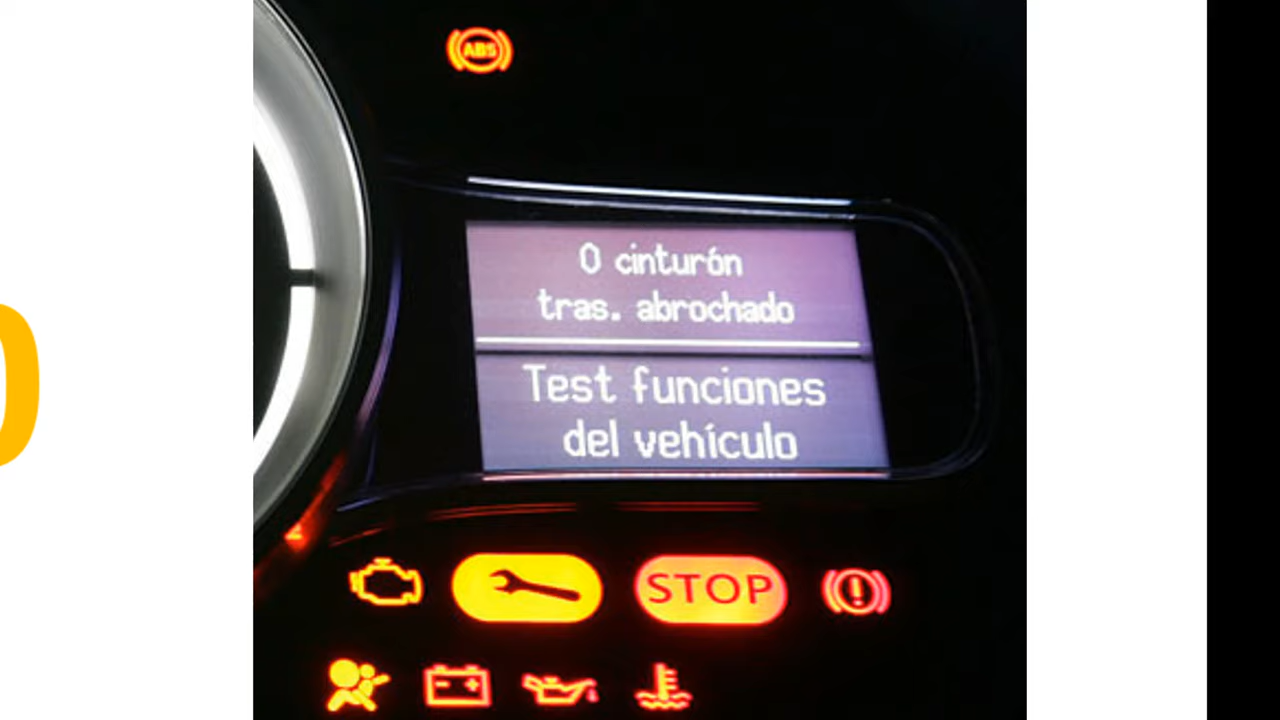 ABS
0 cinturón
tras. abrochado
Test funciones
del vehículo
STOP